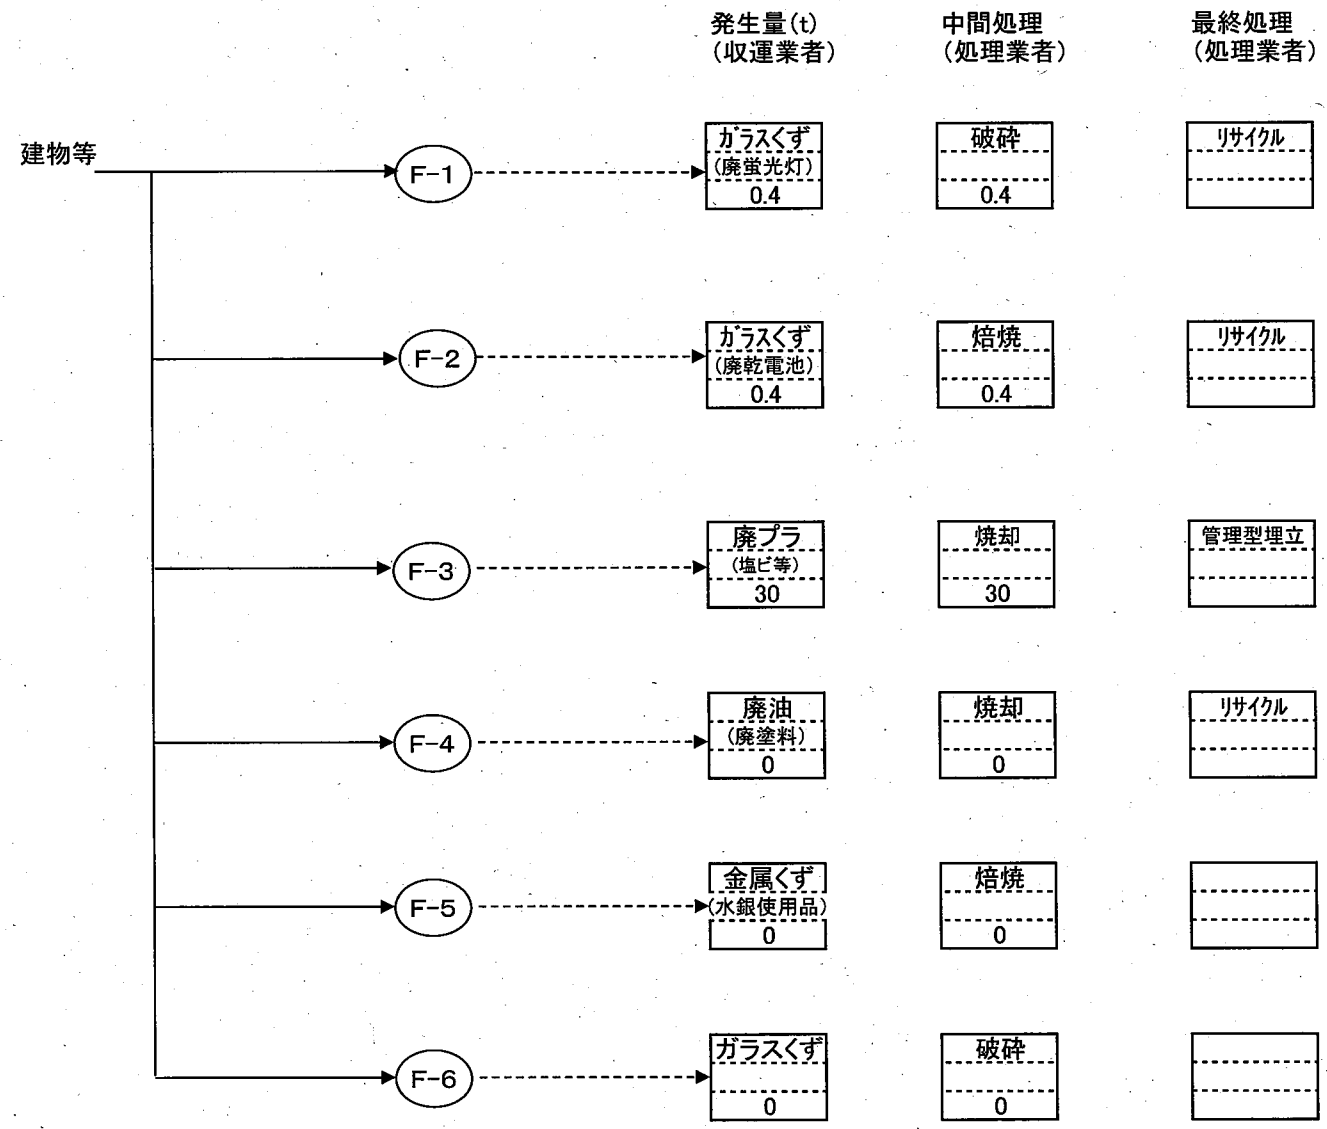 発生量(t)
(収運業者)
中間処理
(処理業者)
最終処理
(処理業者)
建物等
F-1
ガラスくず
(廃蛍光灯)
0.4
破砕
0.4
リサイクル
F-2
ガラスくず
(廃乾電池)
0.4
焙焼
0.4
リサイクル
F-3
廃プラ
(塩ビ等)
30
焼却
30
管理型埋立
F-4
廃油
(廃塗料)
0
焼却
0
リサイクル
F-5
金属くず
(水銀使用品)
0
焙焼
0
F-6
ガラスくず
0
破砕
0